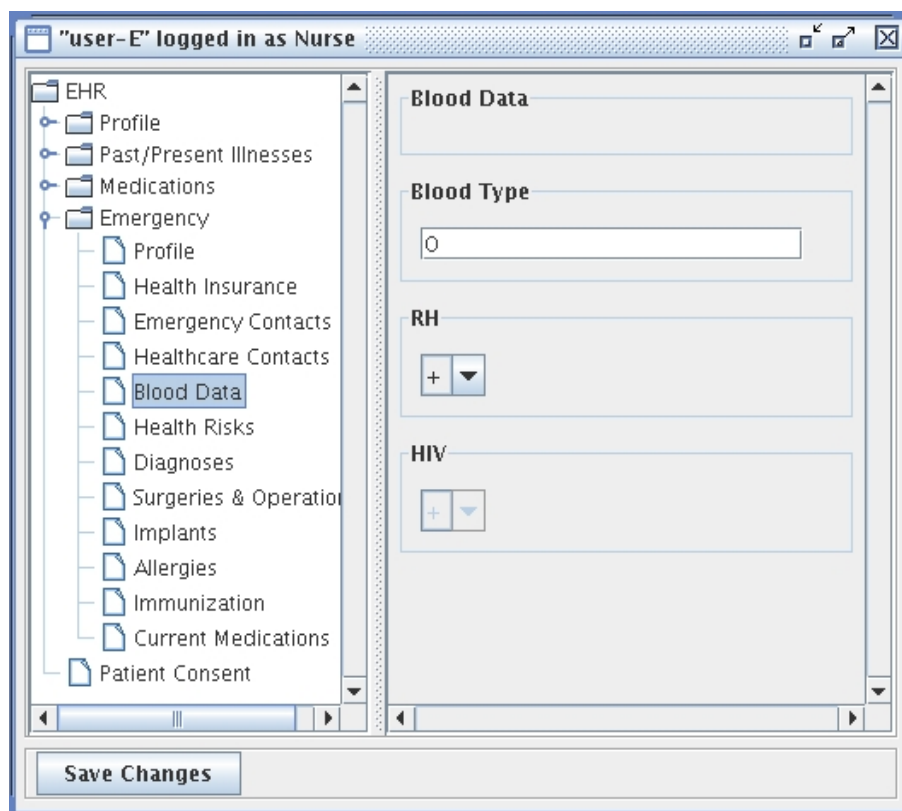 "user-E" logged in as Nurse
EHR
Profile
Past/Present Illnesses
Medications
Emergency
Profile
Health Insurance
Emergency Contacts
Healthcare Contacts
Blood Data
Health Risks
Diagnoses
Surgeries & Operation
Implants
Allergies
Immunization
Current Medications
Patient Consent
Blood Data
Blood Type
O
RH
+
HIV
+
Save Changes